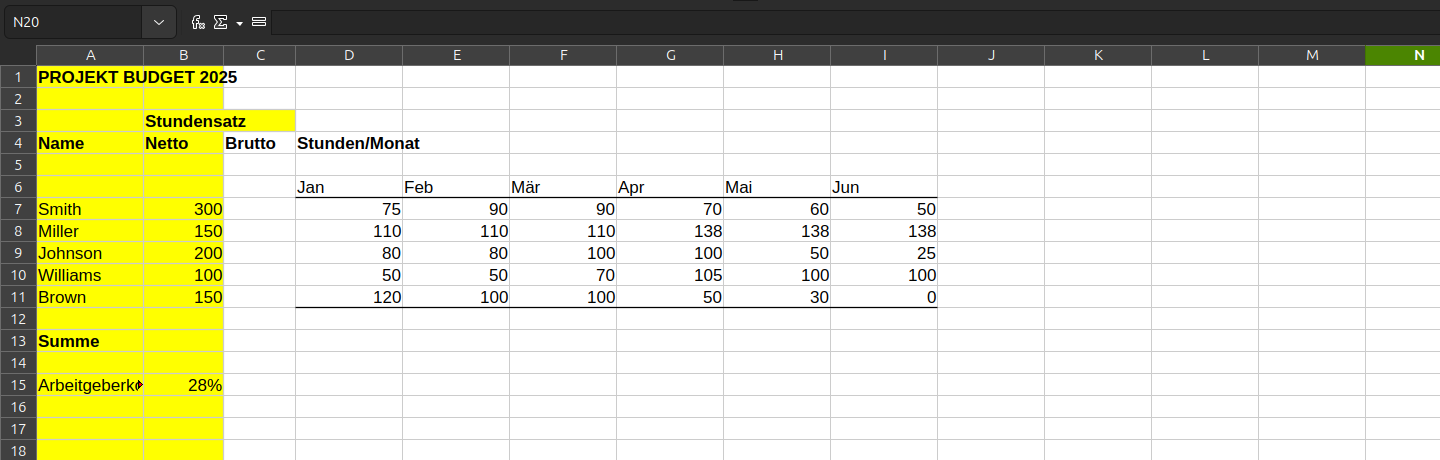 N20
A B C D E F G H I J K L M N
1 PROJEKT BUDGET 2025
2
3 Stundensatz
4 Name Netto Brutto Stunden/Monat
5
6 Jan Feb Mär Apr Mai Jun
7 Smith 300 75 90 90 70 60 50
8 Miller 150 110 110 110 138 138 138
9 Johnson 200 80 80 100 100 50 25
10 Williams 100 50 50 70 105 100 100
11 Brown 150 120 100 100 50 30 0
12
13 Summe
14
15 28%
16
17
18